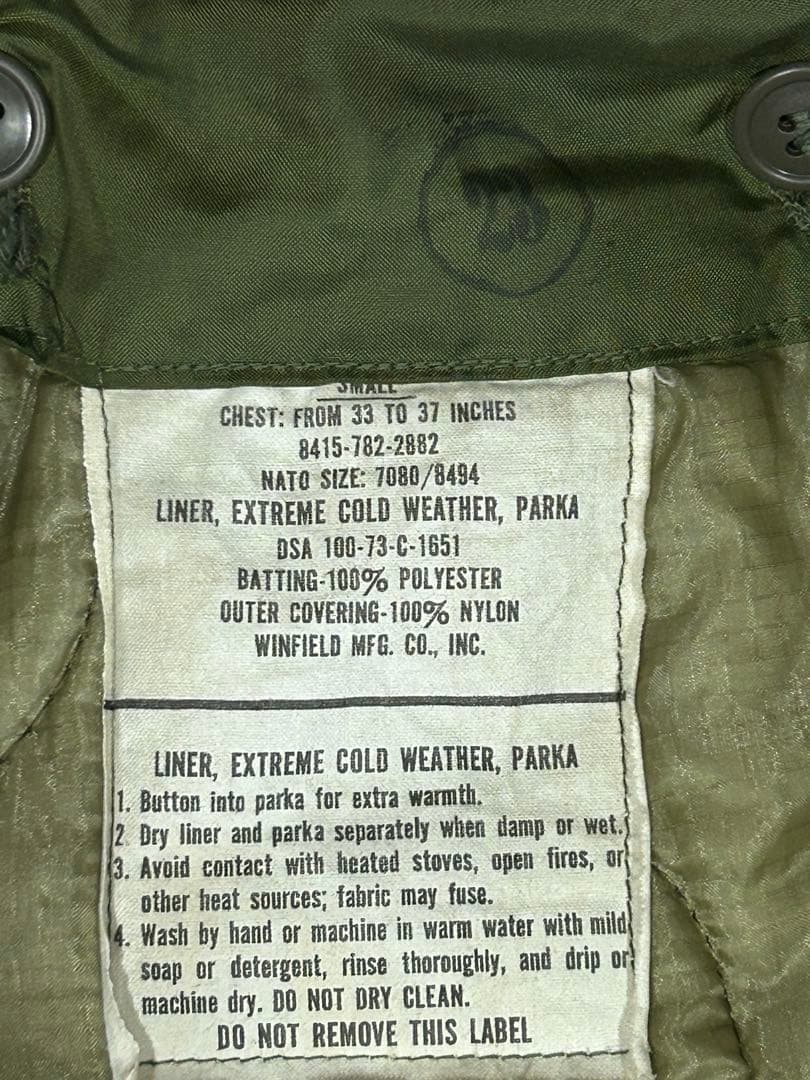 SMALL
CHEST: FROM 33 TO 37 INCHES
8415-782-2882
NATO SIZE: 7080/8494
LINER, EXTREME COLD WEATHER, PARKA
DSA 100-73-C-1651
BATTING-100% POLYESTER
OUTER COVERING-100% NYLON
WINFIELD MFG. CO., INC.
LINER, EXTREME COLD WEATHER, PARKA
1. Button into parka for extra warmth.
2. Dry liner and parka separately when damp or wet.
3. Avoid contact with heated stoves, open fires, or
other heat sources; fabric may fuse.
4. Wash by hand or machine in warm water with mild
soap or detergent, rinse thoroughly, and drip or
machine dry. DO NOT DRY CLEAN.
DO NOT REMOVE THIS LABEL